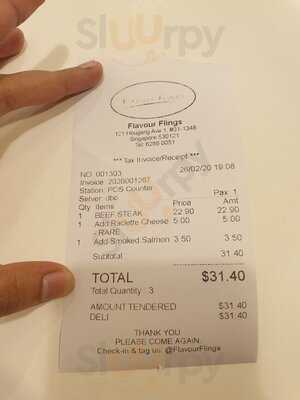 Sluurpy
Flavour Flings
121 Hougang Ave 1, #01-1348
Singapore 530121
Tel: 6286 0051
*** Tax Invoice/Receipt ***
NO. 001303 26/02/20 19:08
Invoice: 2026001267
Station: POS Counter
Server: dbo Pax: 1
Qty Items Price Amt
1 BEEF STEAK 22.90 22.90
1 Add Raclette Cheese 5.00 5.00
RARE
1 Add Smoked Salmon 3.50 3.50
Subtotal 31.40
TOTAL $31.40
Total Quantity: 3
AMOUNT TENDERED $31.40
DELI $31.40
THANK YOU
PLEASE COME AGAIN.
Check-in & tag us: @FlavourFlings
Sluurpy